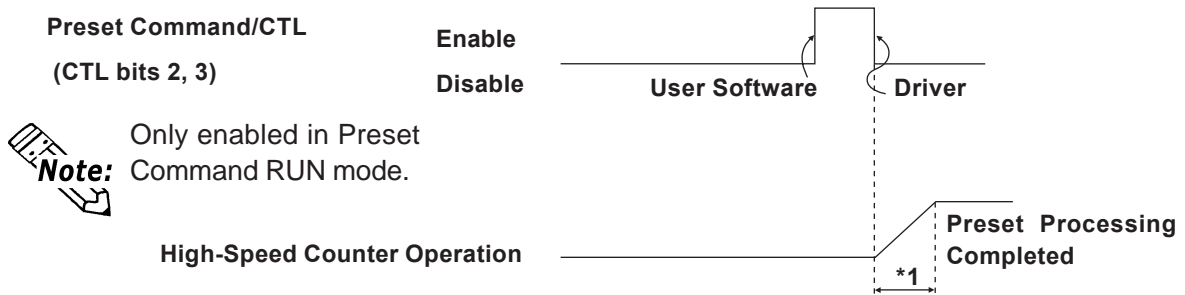 Preset Command/CTL
(CTL bits 2, 3)
Enable
Disable
User Software
Driver
Only enabled in Preset
Note: Command RUN mode.
High-Speed Counter Operation
Preset Processing
Completed
*1